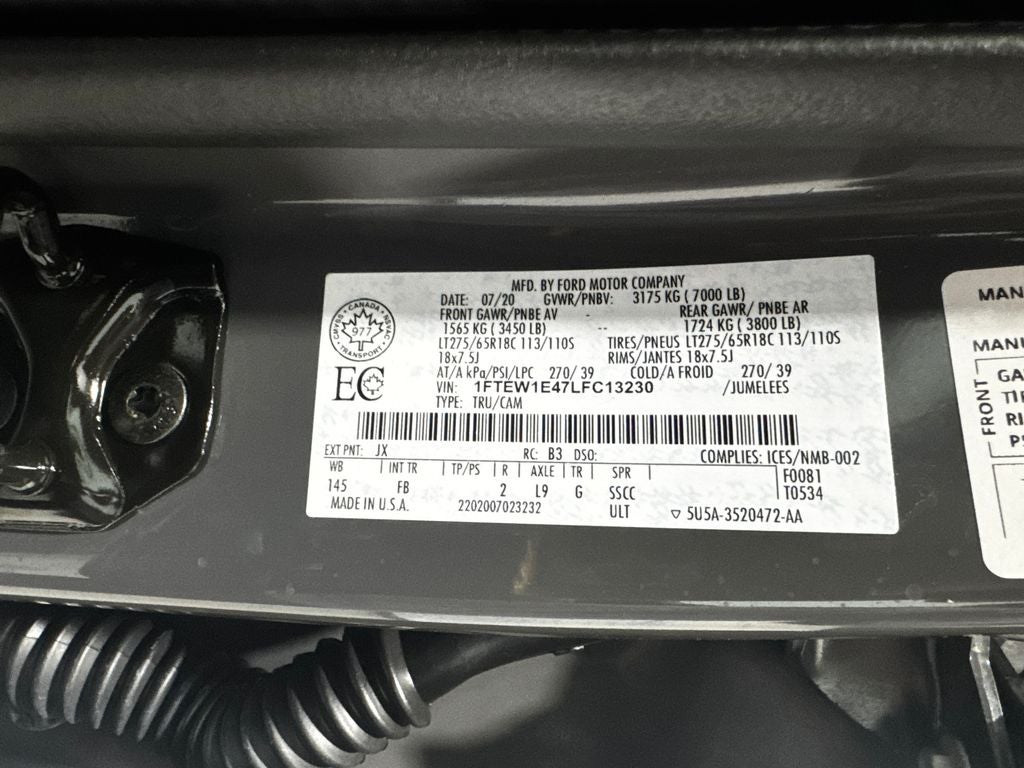 MFD. BY FORD MOTOR COMPANY
DATE: 07/20 GVWR/PNBV: 3175 KG ( 7000 LB)
FRONT GAWR/PNBE AV - REAR GAWR/ PNBE AR
1565 KG ( 3450 LB) -- 1724 KG ( 3800 LB)
LT275/65R18C 113/110S TIRES/PNEUS LT275/65R18C 113/110S
18x7.5J RIMS/JANTES 18x7.5J
AT/A kPa/PSI/LPC 270/ 39 COLD/A FROID 270/ 39
VIN: 1FTEW1E47LFC13230 /JUMELEES
TYPE: TRU/CAM
CANADA
977
TRANSPORT
EC
EXT PNT: JX RC: B3 DSO: COMPLIES: ICES/NMB-002
WB | INT TR | TP/PS | R | AXLE | TR | SPR | F0081
145 FB 2 L9 G SSCC T0534
MADE IN U.S.A. 2202007023232 ULT ▽ 5U5A-3520472-AA
MAN
MANU
FRONT
GA
TI
RI
PS